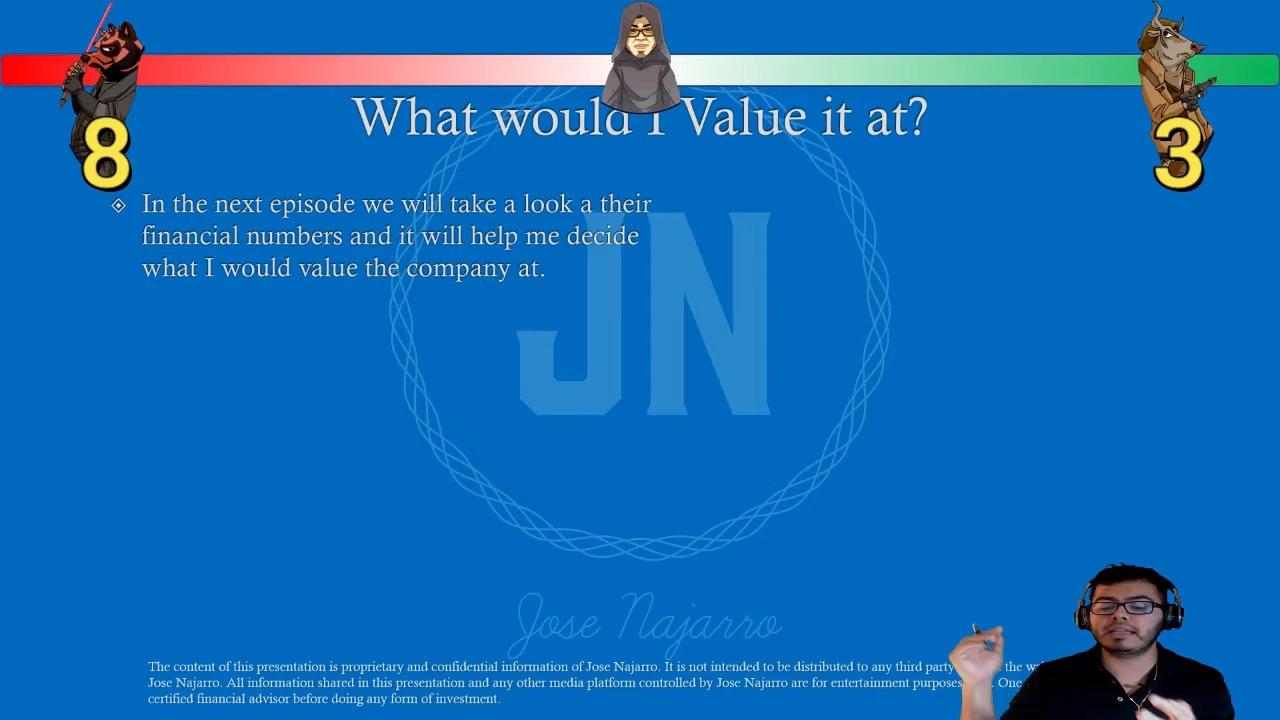 8
3
What would I Value it at?
In the next episode we will take a look a their
financial numbers and it will help me decide
what I would value the company at.
JN
Jose Najarro
The content of this presentation is proprietary and confidential information of Jose Najarro. It is not intended to be distributed to any third party the
Jose Najarro. All information shared in this presentation and any other media platform controlled by Jose Najarro are for entertainment purposes One
certified financial advisor before doing any form of investment.